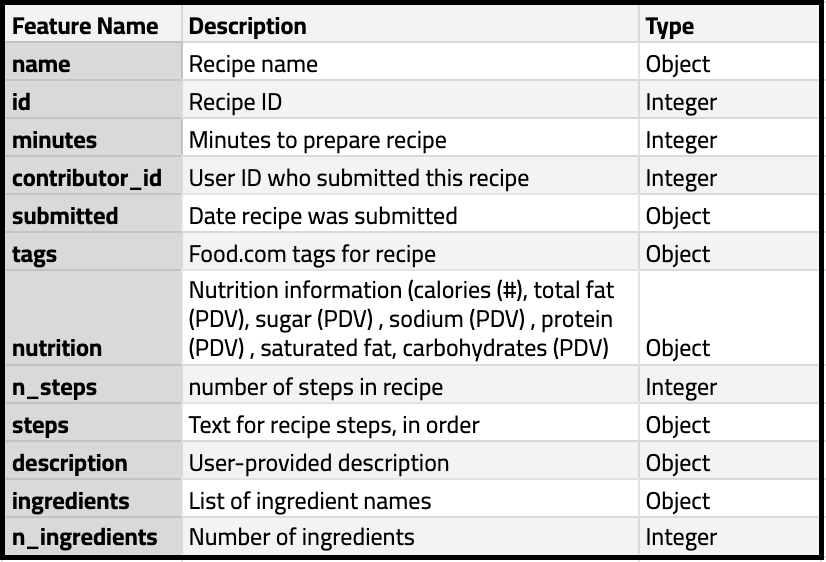 Feature Name Description Type
name Recipe name Object
id Recipe ID Integer
minutes Minutes to prepare recipe Integer
contributor_id User ID who submitted this recipe Integer
submitted Date recipe was submitted Object
tags Food.com tags for recipe Object
Nutrition information (calories (#), total fat
(PDV), sugar (PDV) , sodium (PDV) , protein
nutrition (PDV) , saturated fat, carbohydrates (PDV) Object
n_steps number of steps in recipe Integer
steps Text for recipe steps, in order Object
description User-provided description Object
ingredients List of ingredient names Object
n_ingredients Number of ingredients Integer